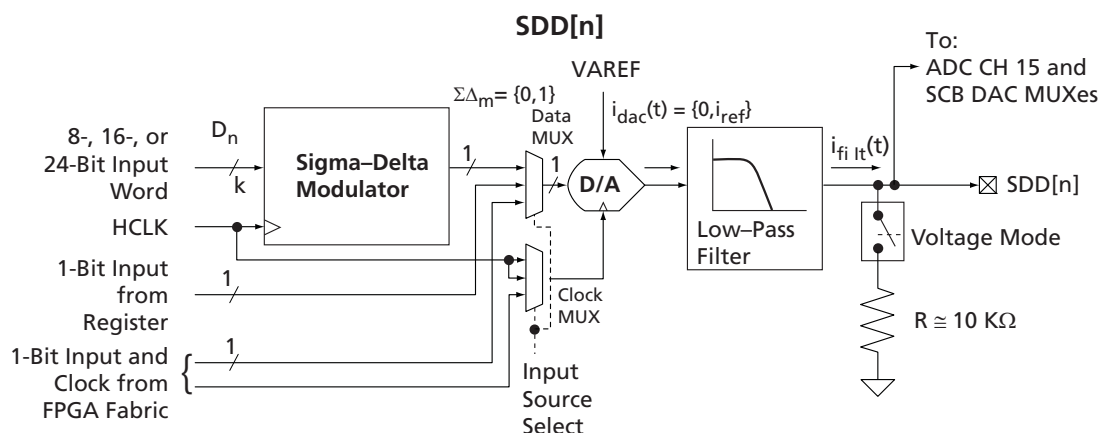 SDD[n]
To:
ADC CH 15 and
SCB DAC MUXes
VAREF
ΣΔm = {0,1}
idac(t) = {0,iref}
Data
MUX
8-, 16-, or
24-Bit Input
Word
Dn
k
Sigma–Delta
Modulator
1
1
D/A
ifi lt(t)
SDD[n]
Low–Pass
Filter
Voltage Mode
HCLK
1-Bit Input
from
Register
1
Clock
MUX
R ≅ 10 KΩ
1-Bit Input and
Clock from
FPGA Fabric
1
Input
Source
Select